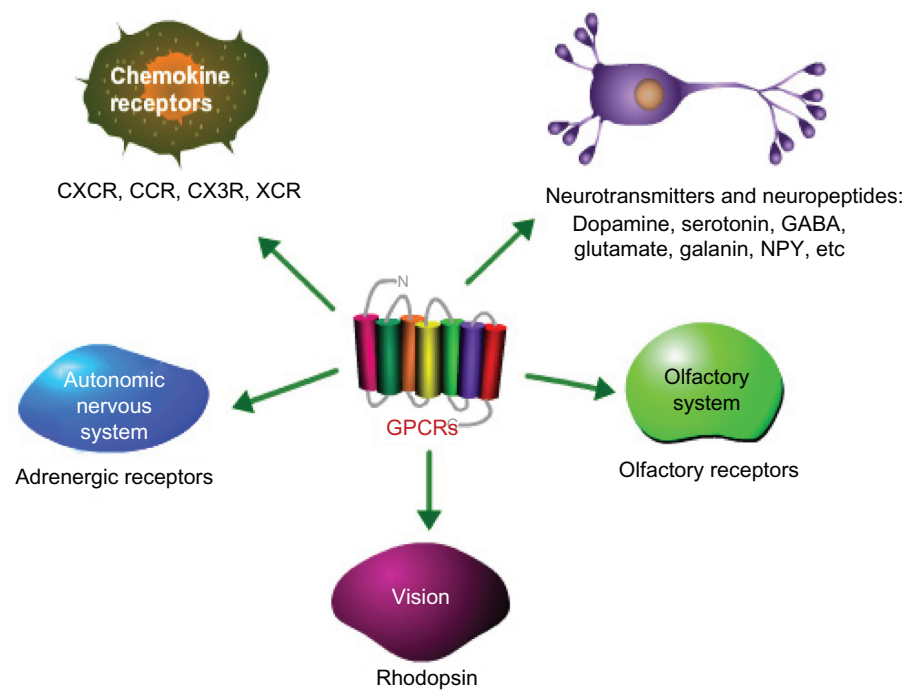 Chemokine
receptors
CXCR, CCR, CX3R, XCR
Neurotransmitters and neuropeptides:
Dopamine, serotonin, GABA,
glutamate, galanin, NPY, etc
N
Autonomic
nervous
system
Adrenergic receptors
C
GPCRs
Olfactory
system
Olfactory receptors
Vision
Rhodopsin